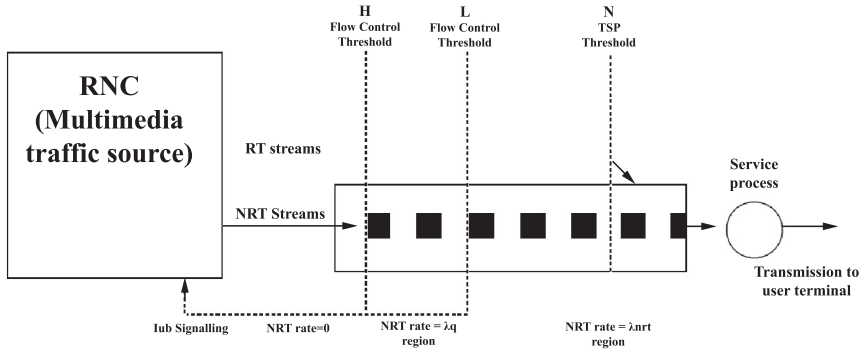 H
Flow Control
Threshold
L
Flow Control
Threshold
N
TSP
Threshold
RNC
(Multimedia
traffic source)
RT streams
NRT Streams
Service
process
Transmission to
user terminal
Iub Signalling
NRT rate=0
NRT rate = λq
region
NRT rate = λnrt
region